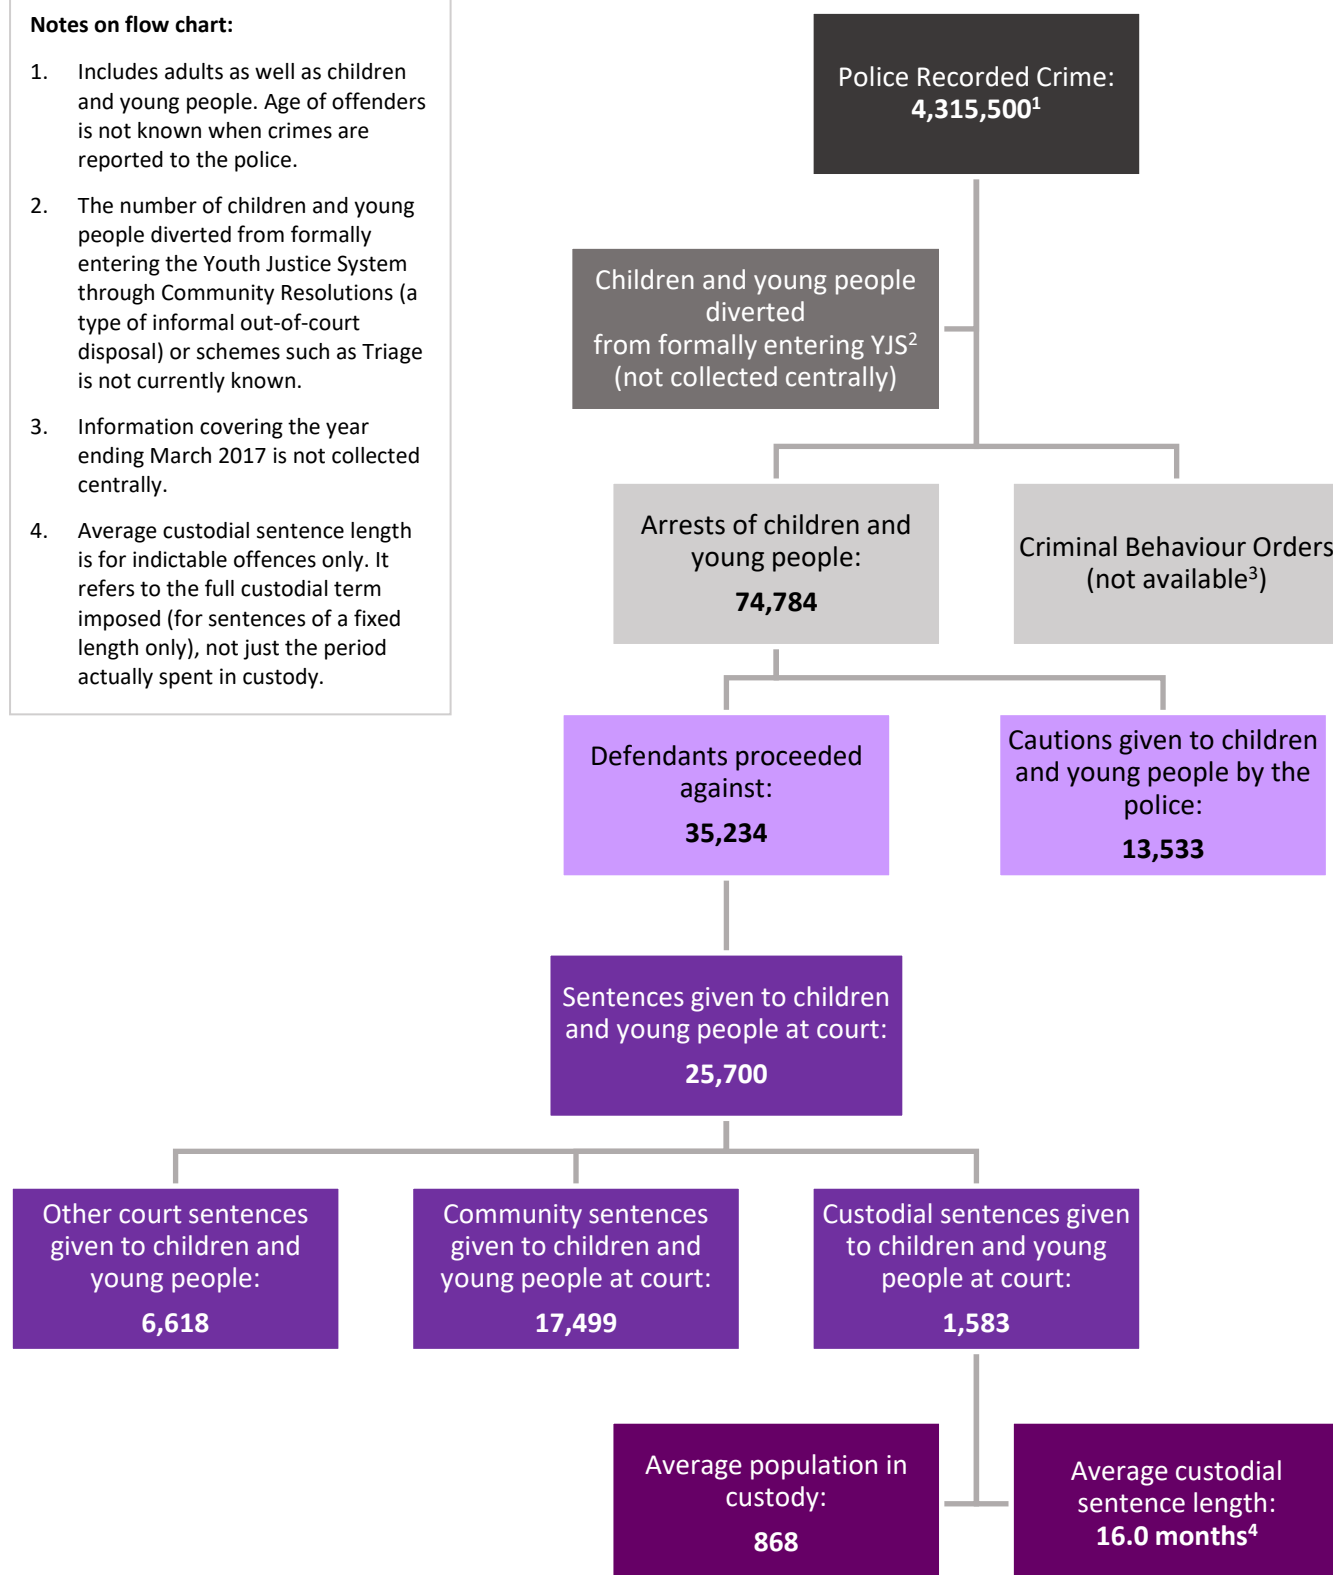 Notes on flow chart:
1. Includes adults as well as children
and young people. Age of offenders
is not known when crimes are
reported to the police.
2. The number of children and young
people diverted from formally
entering the Youth Justice System
through Community Resolutions (a
type of informal out-of-court
disposal) or schemes such as Triage
is not currently known.
3. Information covering the year
ending March 2017 is not collected
centrally.
4. Average custodial sentence length
is for indictable offences only. It
refers to the full custodial term
imposed (for sentences of a fixed
length only), not just the period
actually spent in custody.
Police Recorded Crime:
4,315,500¹
Children and young people
diverted
from formally entering YJS²
(not collected centrally)
Arrests of children and
young people:
74,784
Criminal Behaviour Orders
(not available³)
Defendants proceeded
against:
35,234
Cautions given to children
and young people by the
police:
13,533
Sentences given to children
and young people at court:
25,700
Other court sentences
given to children and
young people:
6,618
Community sentences
given to children and
young people at court:
17,499
Custodial sentences given
to children and young
people at court:
1,583
Average population in
custody:
868
Average custodial
sentence length:
16.0 months⁴